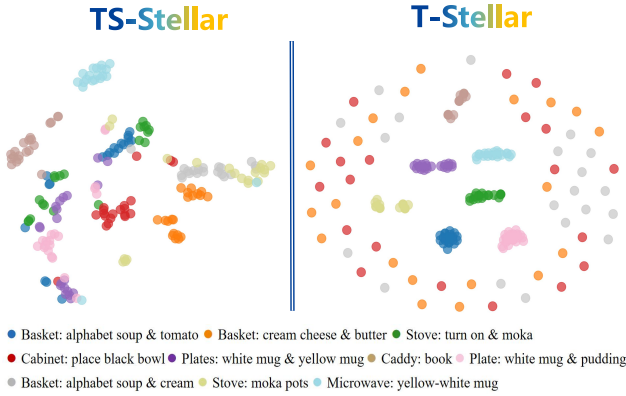 TS-Stellar T-Stellar
Basket: alphabet soup & tomato Basket: cream cheese & butter Stove: turn on & moka
Cabinet: place black bowl Plates: white mug & yellow mug Caddy: book Plate: white mug & pudding
Basket: alphabet soup & cream Stove: moka pots Microwave: yellow-white mug